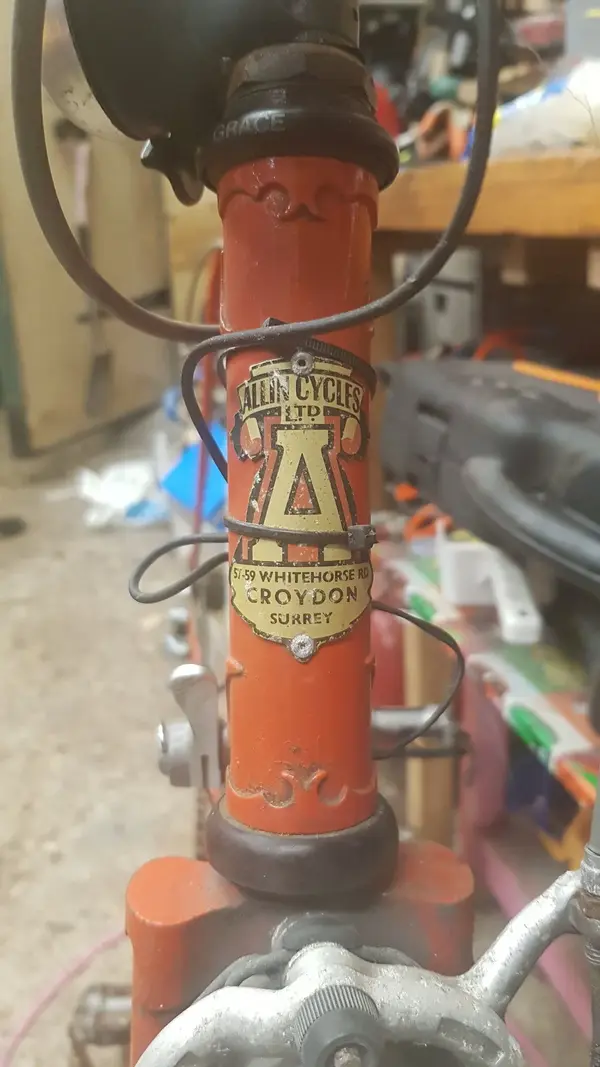 GRACE
ALLIN CYCLES
LTD
A
57-59 WHITEHORSE RD
CROYDON
SURREY